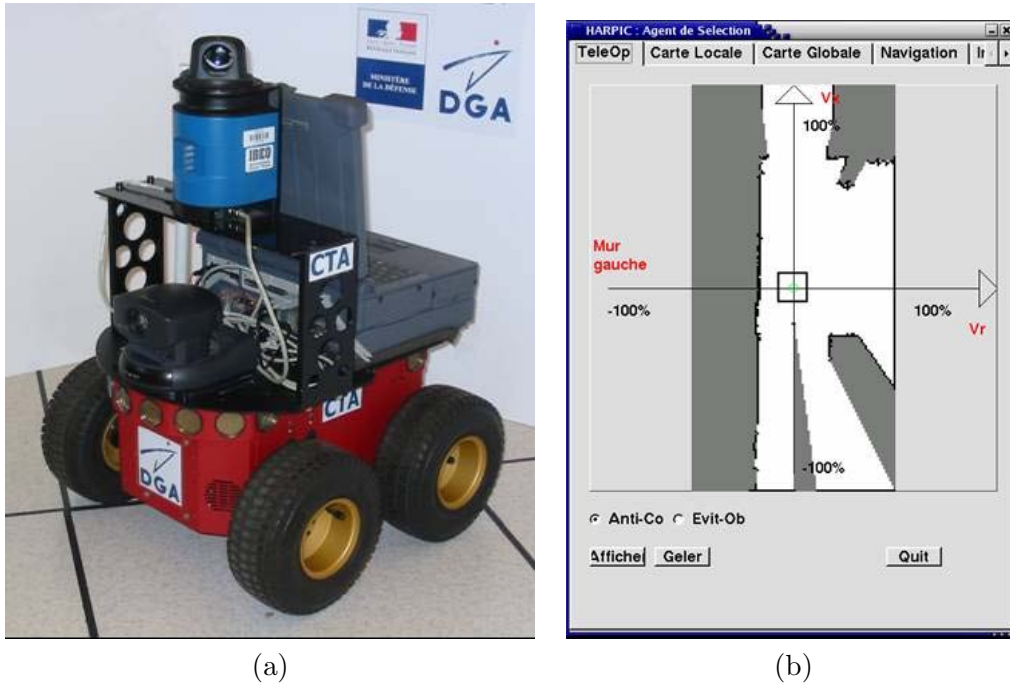 MINISTÈRE
DE LA DÉFENSE
DGA
IBEO
CTA
CTA
DGA
(a)
HARPIC : Agent de Selection
TeleOp Carte Locale Carte Globale Navigation
100%
Mur
gauche
-100%
100%
Vr
-100%
Anti-Co Evit-Ob
Affiche Geler Quit
(b)